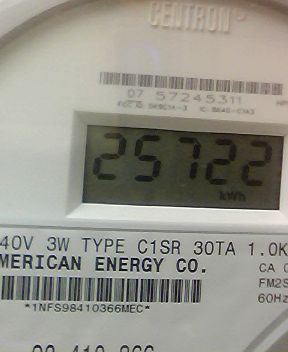 CENTRON®
07 57245311
25722
kWh
40V 3W TYPE C1SR 30TA 1.0K
MERICAN ENERGY CO.
CA 0
FM2S
60Hz
*1NFS98410366MEC*